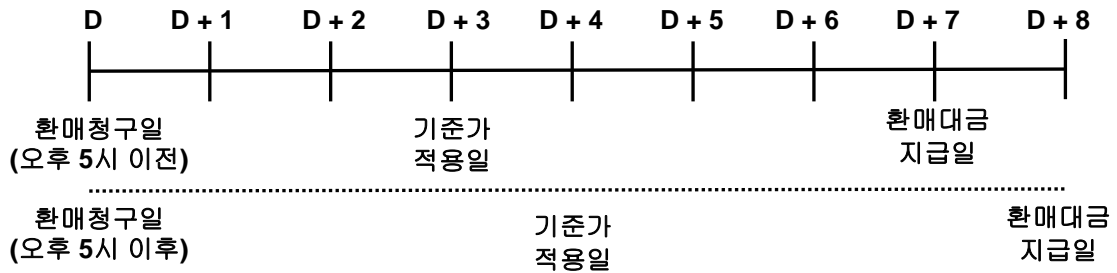 D D + 1 D + 2 D + 3 D + 4 D + 5 D + 6 D + 7 D + 8
환매청구일 기준가 환매대금
(오후 5시 이전) 적용일 지급일
환매청구일 기준가 환매대금
(오후 5시 이후) 적용일 지급일